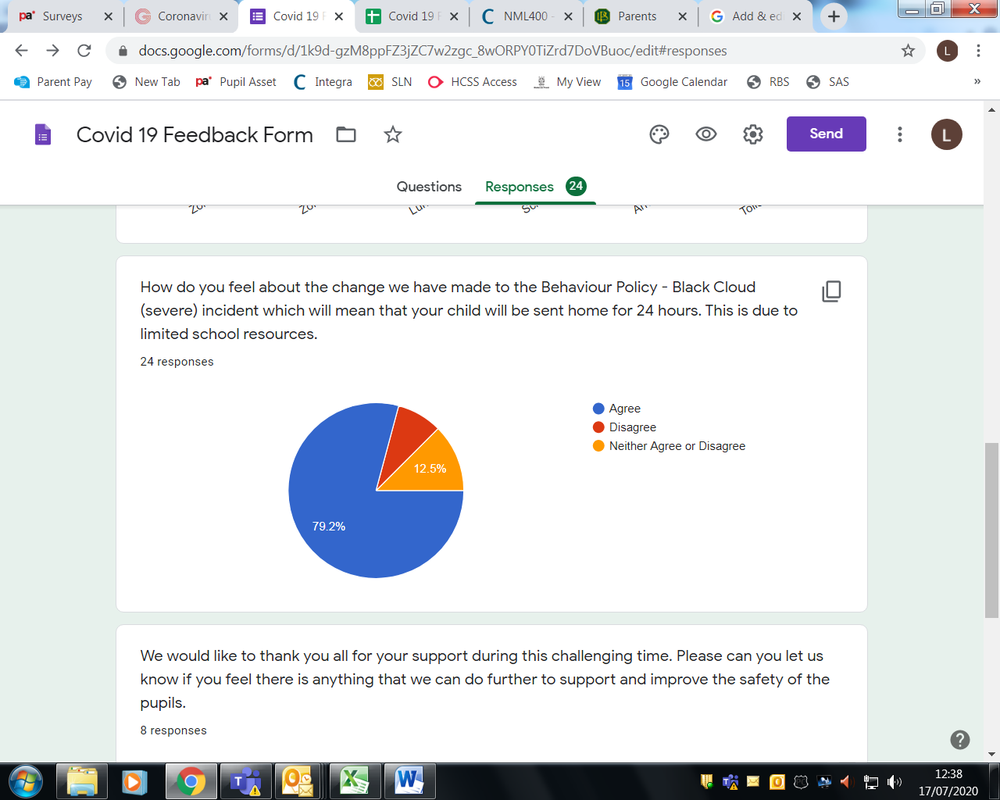 Surveys
Coronavir
Covid 19 F
Covid 19 F
NML400 -
Parents
Add & ed
docs.google.com/forms/d/1k9d-gzM8ppFZ3jZC7w2zgc_8wORPY0TiZrd7DoVBuoc/edit#responses
L
Parent Pay
New Tab
Pupil Asset
Integra
SLN
HCSS Access
My View
15
Google Calendar
RBS
SAS
»
Covid 19 Feedback Form
Send
L
Questions
Responses 24
How do you feel about the change we have made to the Behaviour Policy - Black Cloud
(severe) incident which will mean that your child will be sent home for 24 hours. This is due to
limited school resources.
24 responses
Agree
Disagree
Neither Agree or Disagree
12.5%
79.2%
We would like to thank you all for your support during this challenging time. Please can you let us
know if you feel there is anything that we can do further to support and improve the safety of the
pupils.
8 responses
12:38
17/07/2020